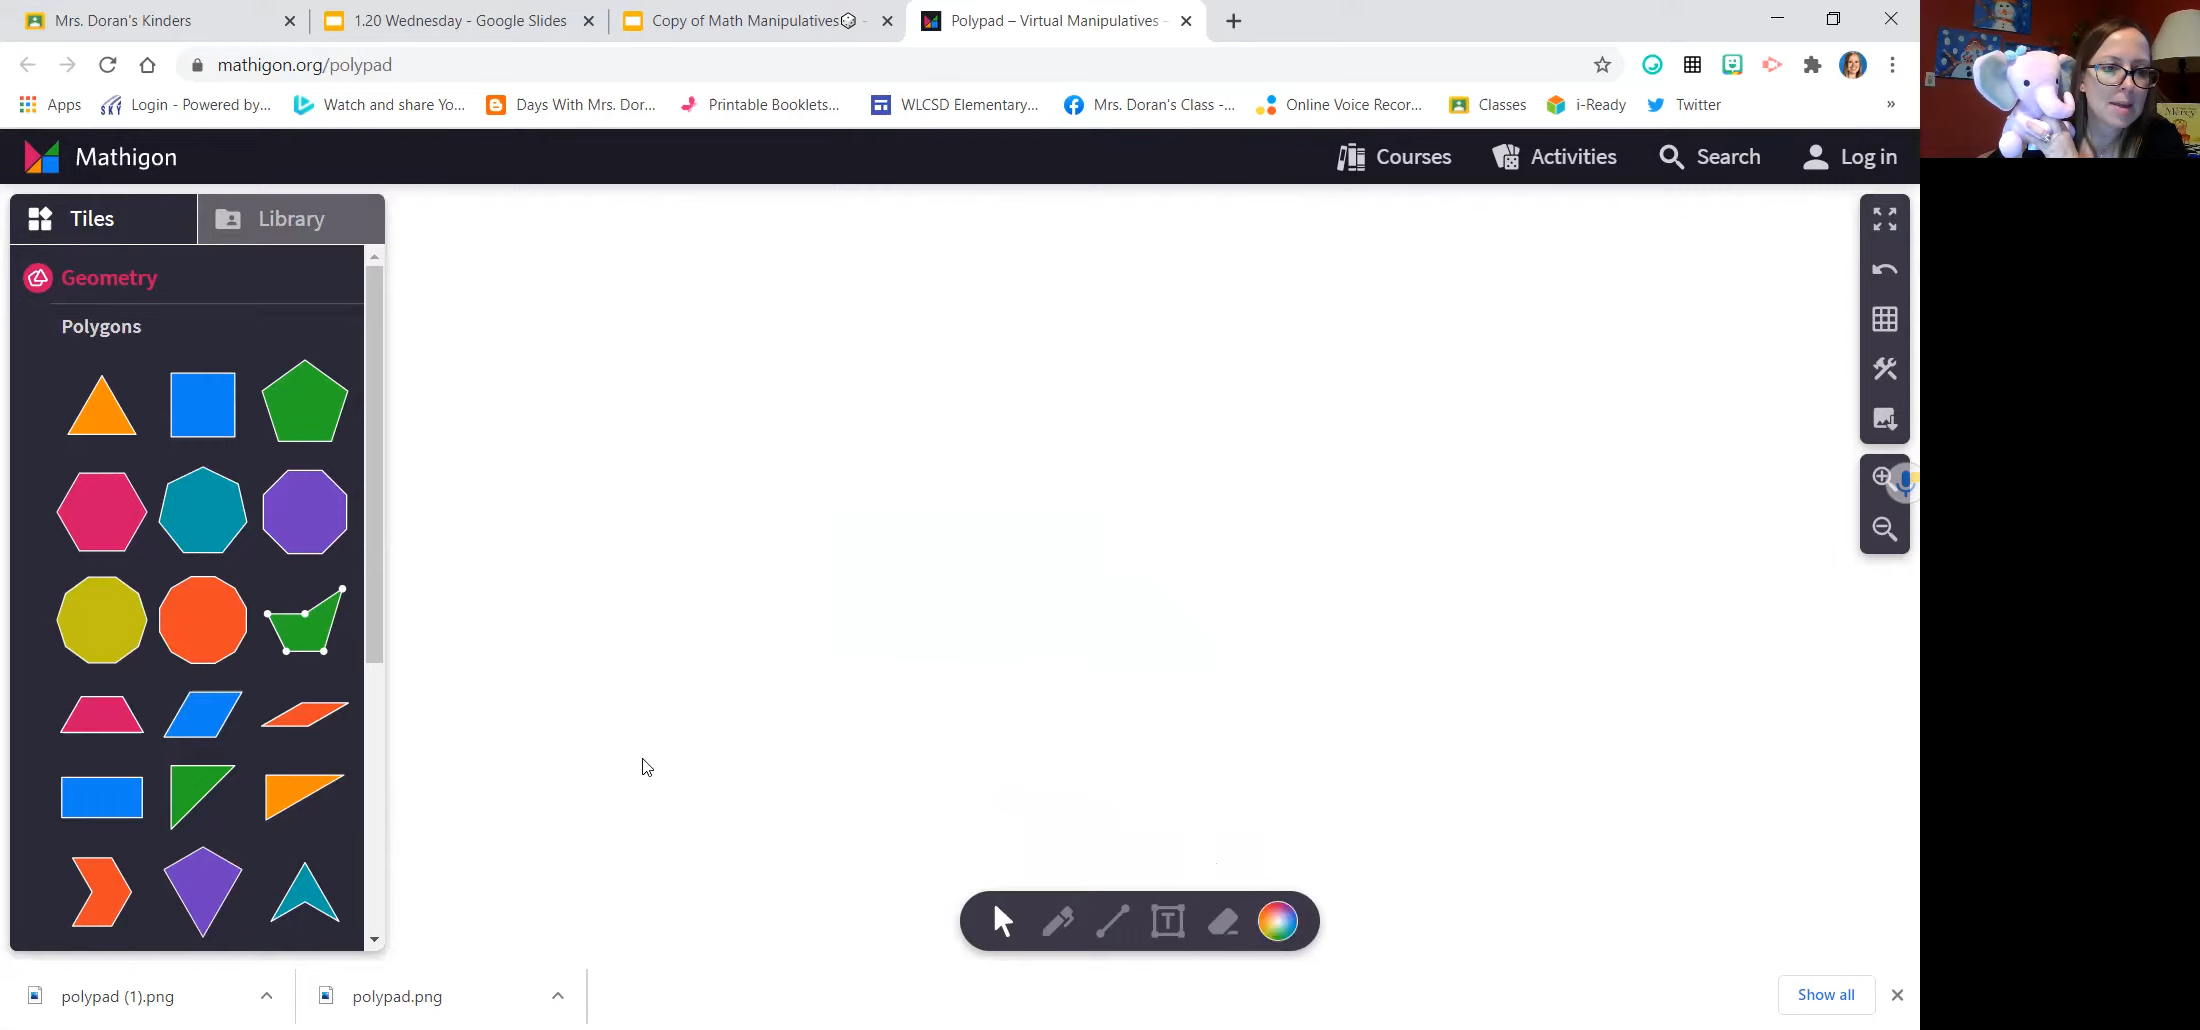 Mrs. Doran's Kinders
1.20 Wednesday - Google Slides
Copy of Math Manipulatives🎲 -
Polypad – Virtual Manipulatives -
mathigon.org/polypad
Apps
Login - Powered by...
Watch and share Yo...
Days With Mrs. Dor...
Printable Booklets...
WLCSD Elementary...
Mrs. Doran's Class -...
Online Voice Recor...
Classes
i-Ready
Twitter
»
Mathigon
Courses
Activities
Search
Log in
Tiles
Library
Geometry
Polygons
T
polypad (1).png
polypad.png
Show all
Mercy